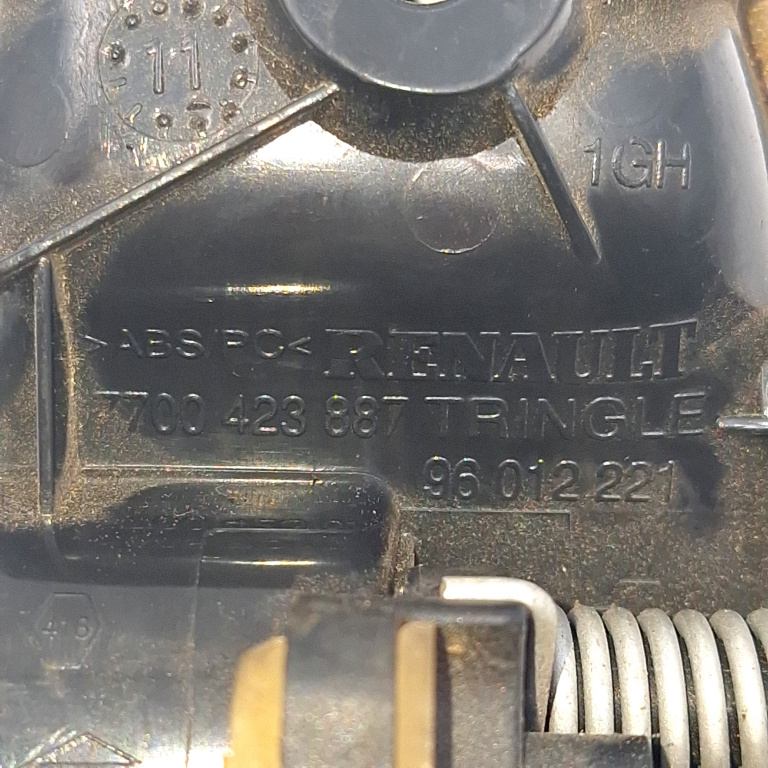 11
1GH
>ABS/PC< RENAULT
7700 423 887 TRINGLE
96 012 221